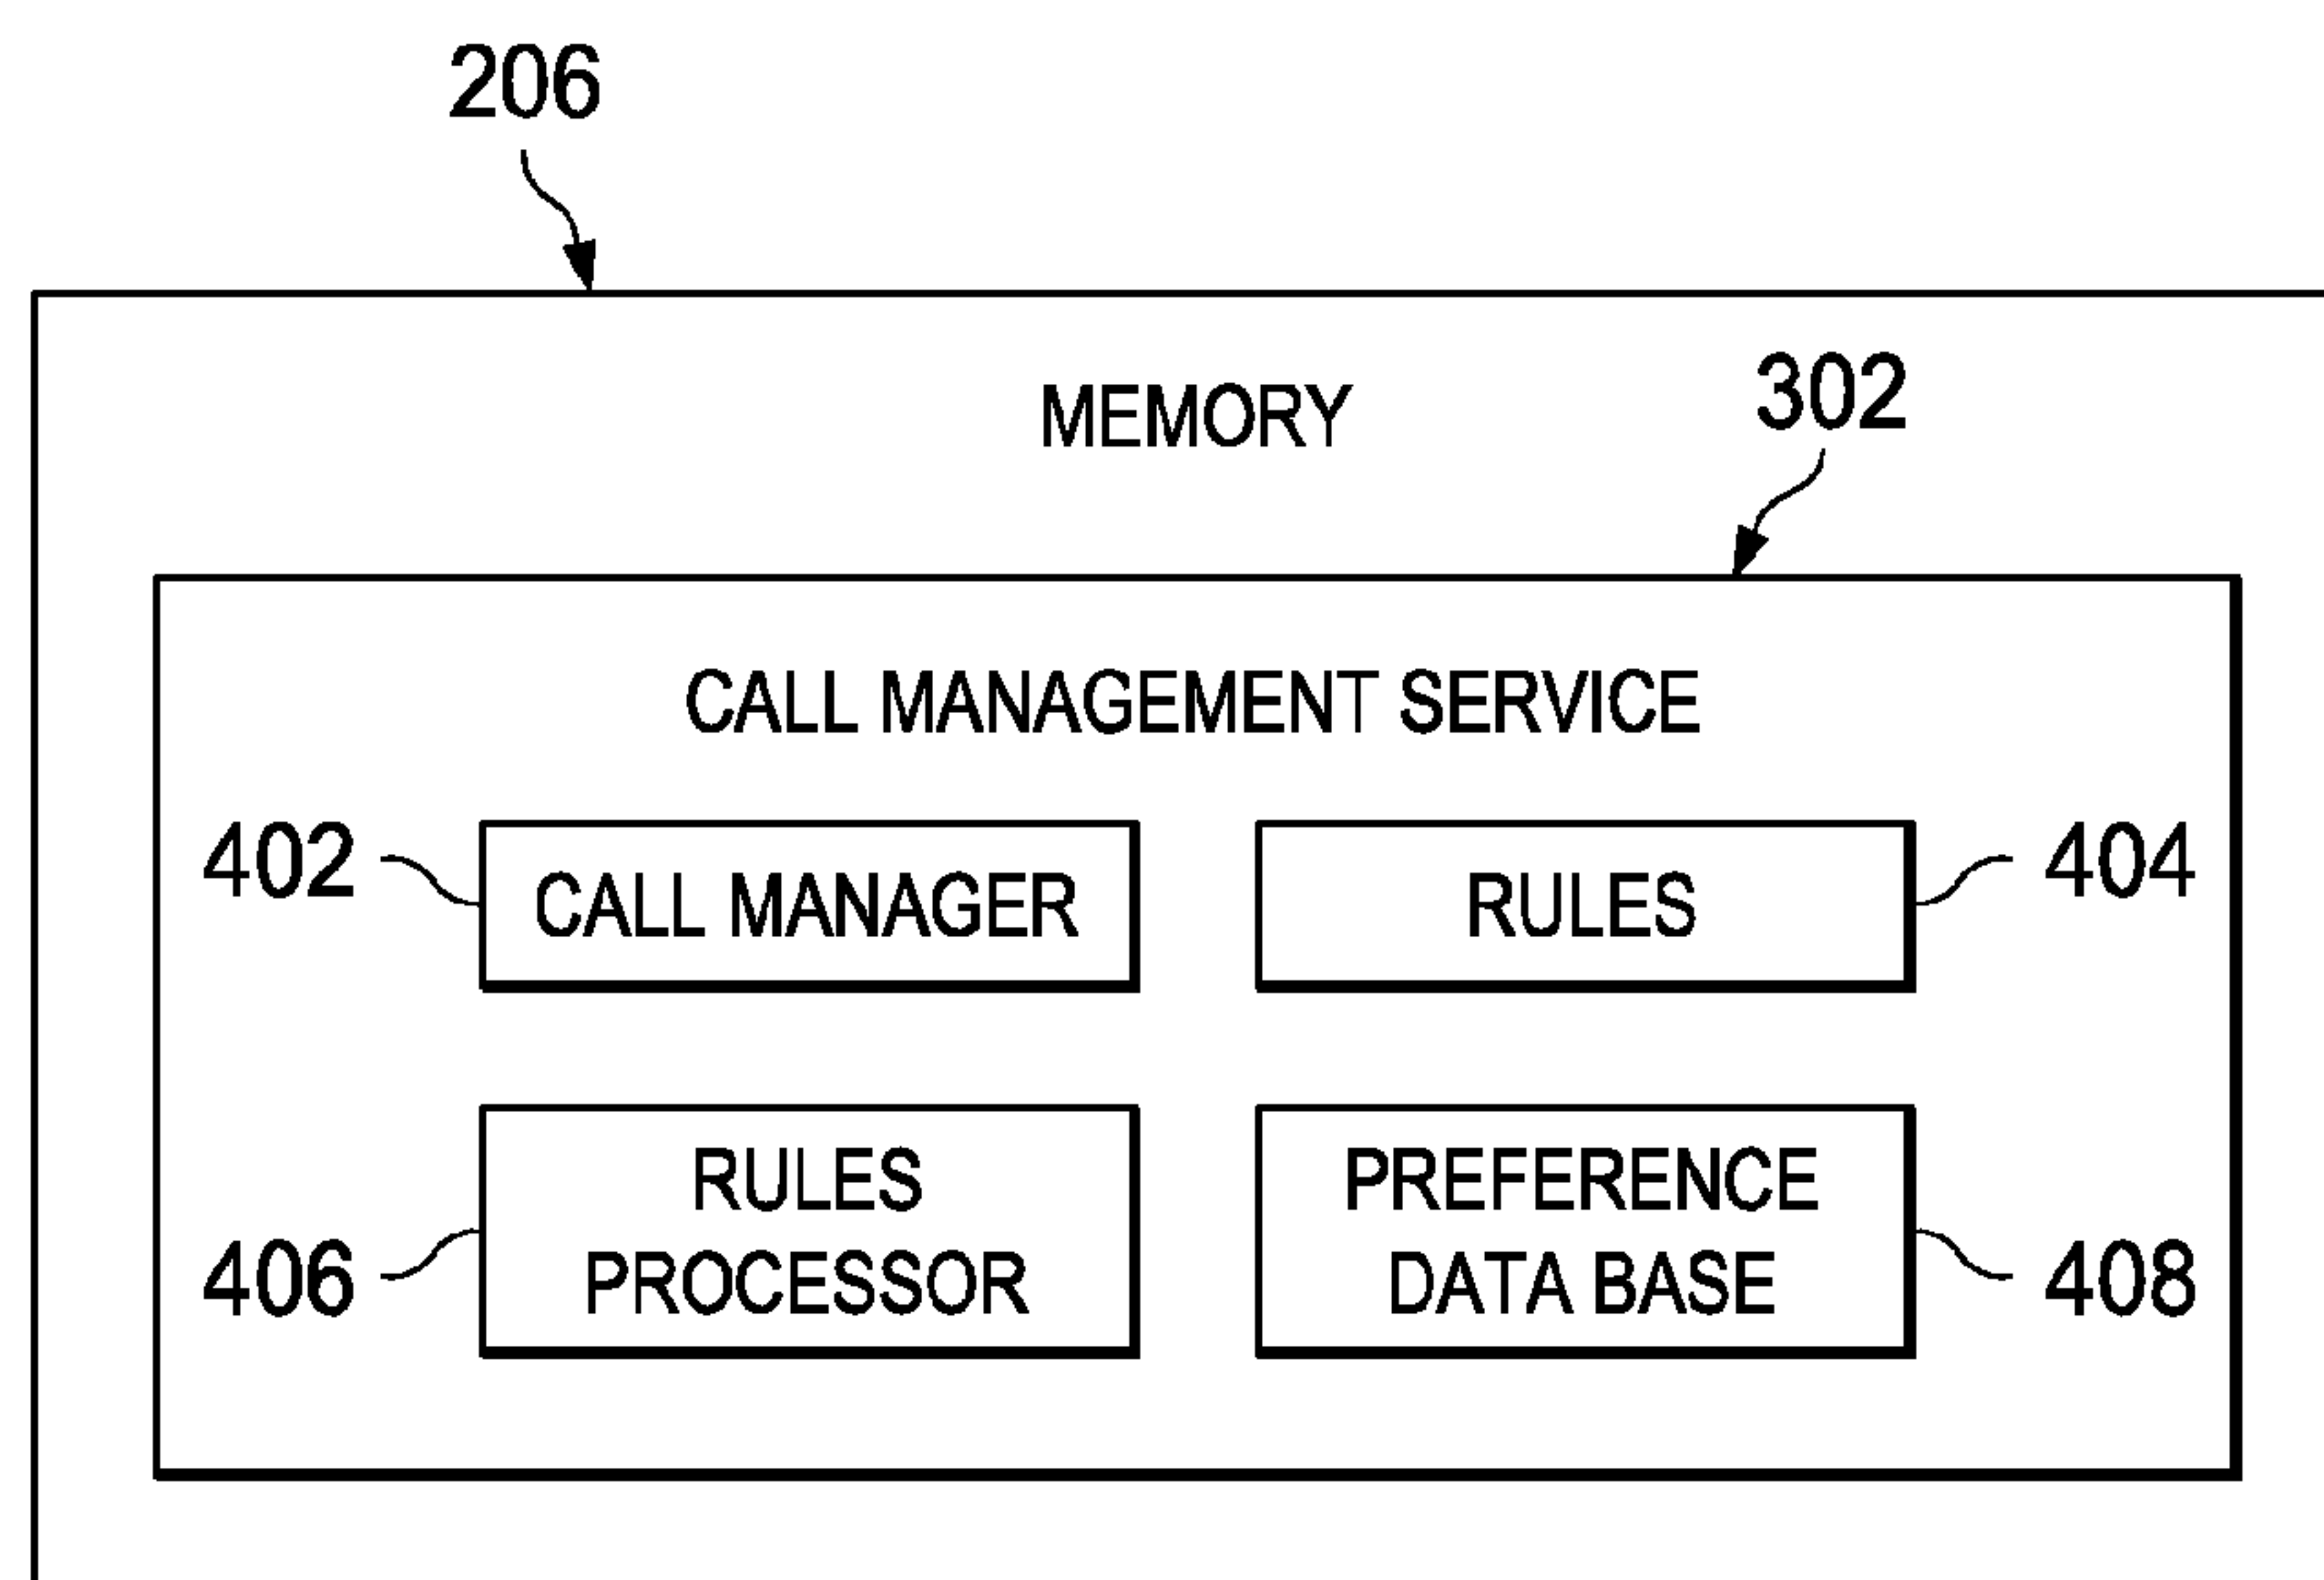 206
MEMORY
302
CALL MANAGEMENT SERVICE
402
CALL MANAGER
RULES
404
RULES
PROCESSOR
406
PREFERENCE
DATA BASE
408